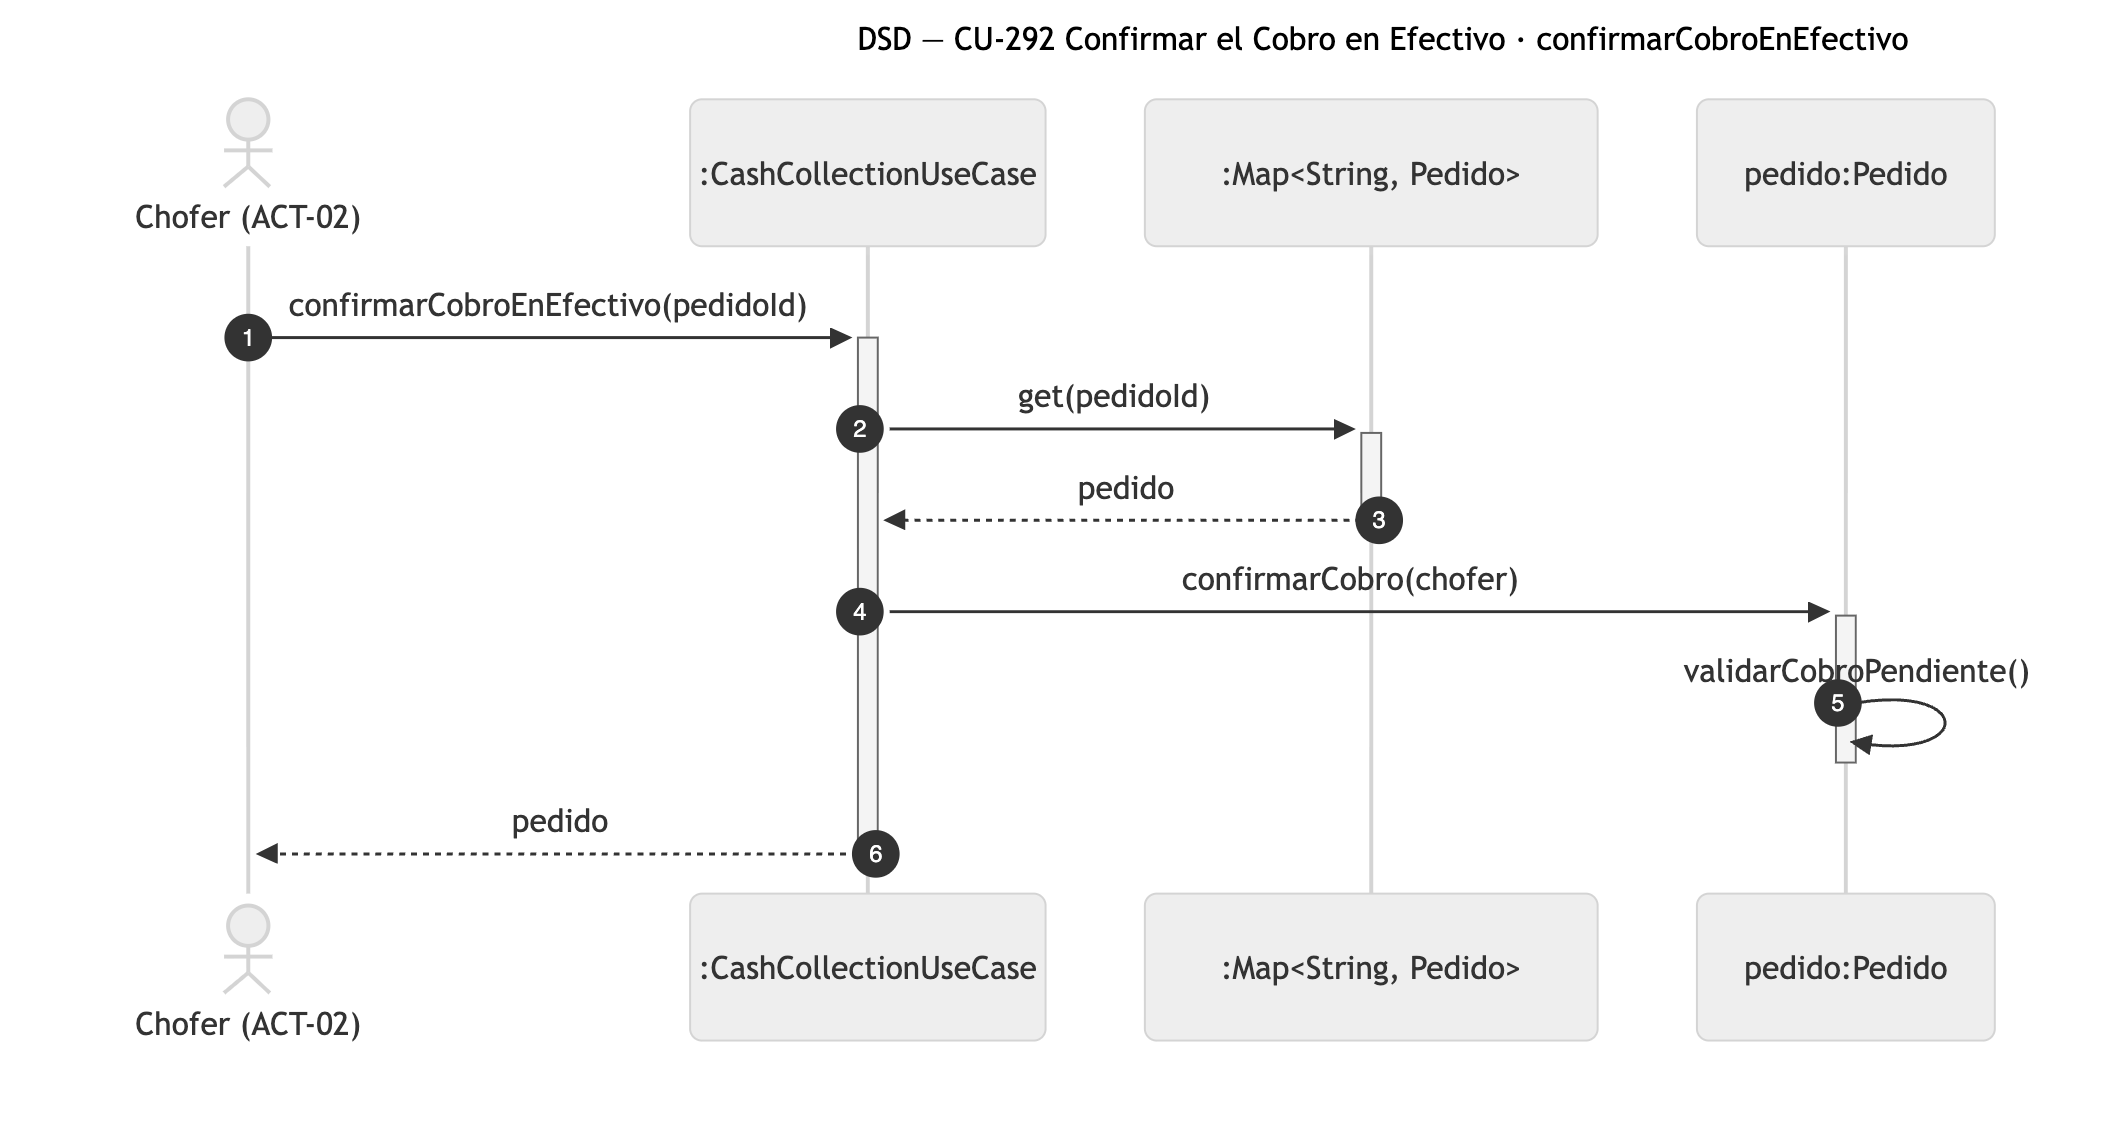 DSD — CU-292 Confirmar el Cobro en Efectivo · confirmarCobroEnEfectivo
Chofer (ACT-02)
:CashCollectionUseCase
:Map<String, Pedido>
pedido:Pedido
confirmarCobroEnEfectivo(pedidoId)
1
get(pedidoId)
2
pedido
3
confirmarCobro(chofer)
4
validarCobroPendiente()
5
pedido
6
:CashCollectionUseCase
:Map<String, Pedido>
pedido:Pedido
Chofer (ACT-02)